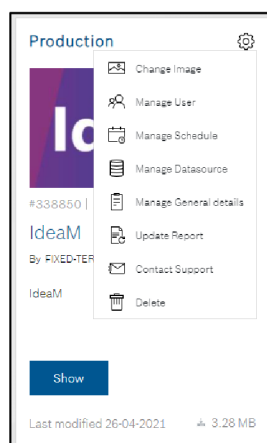 Production
Change Image
Id
Manage User
Manage Schedule
Manage Datasource
#338850 |
Manage General details
IdeaM
Update Report
By FIXED-TER
Contact Support
IdeaM
Delete
Show
Last modified 26-04-2021
3.28 MB